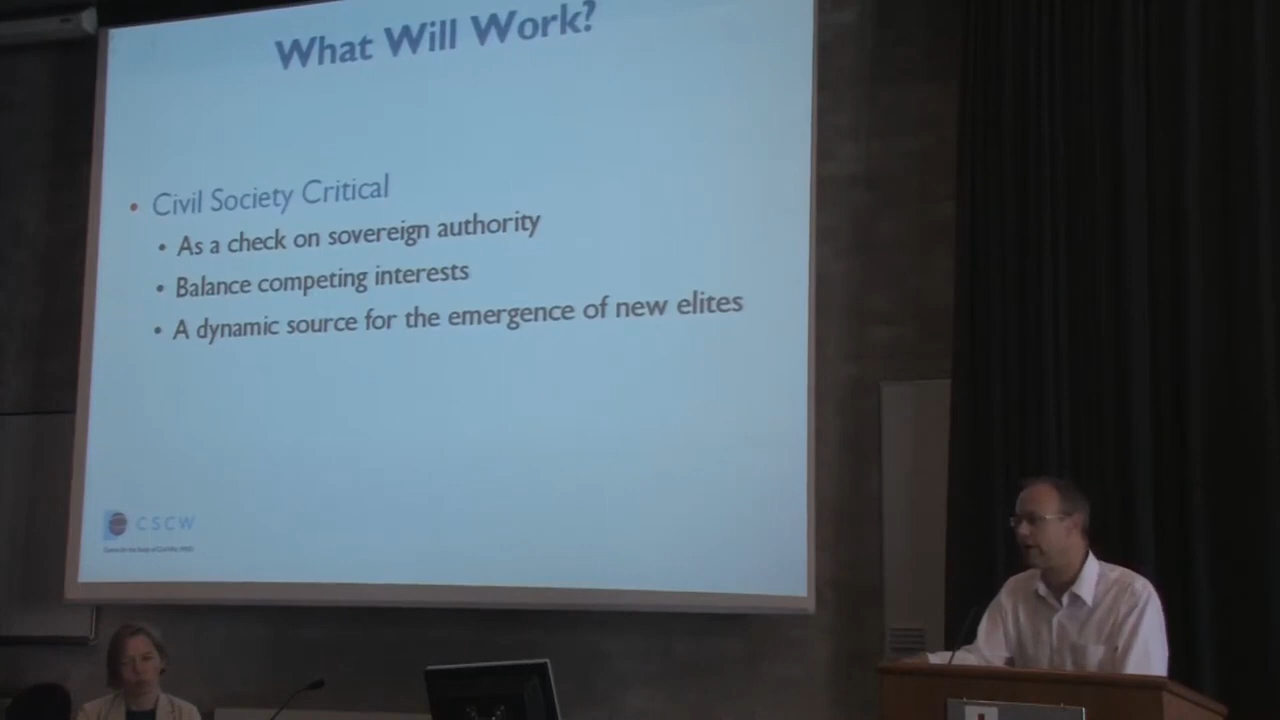 What Will Work?
• Civil Society Critical
• As a check on sovereign authority
• Balance competing interests
• A dynamic source for the emergence of new elites
CSCW